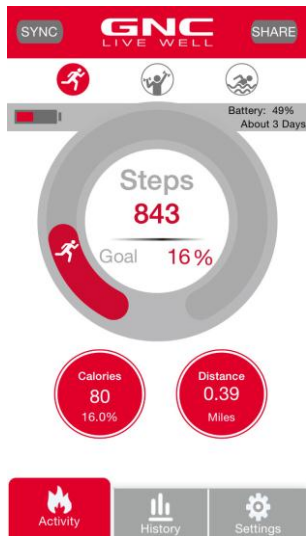 SYNC
GNC
SHARE
LIVE WELL
Battery: 49%
About 3 Days
Steps
843
Goal 16%
Calories
80
16.0%
Distance
0.39
Miles
Activity
History
Settings